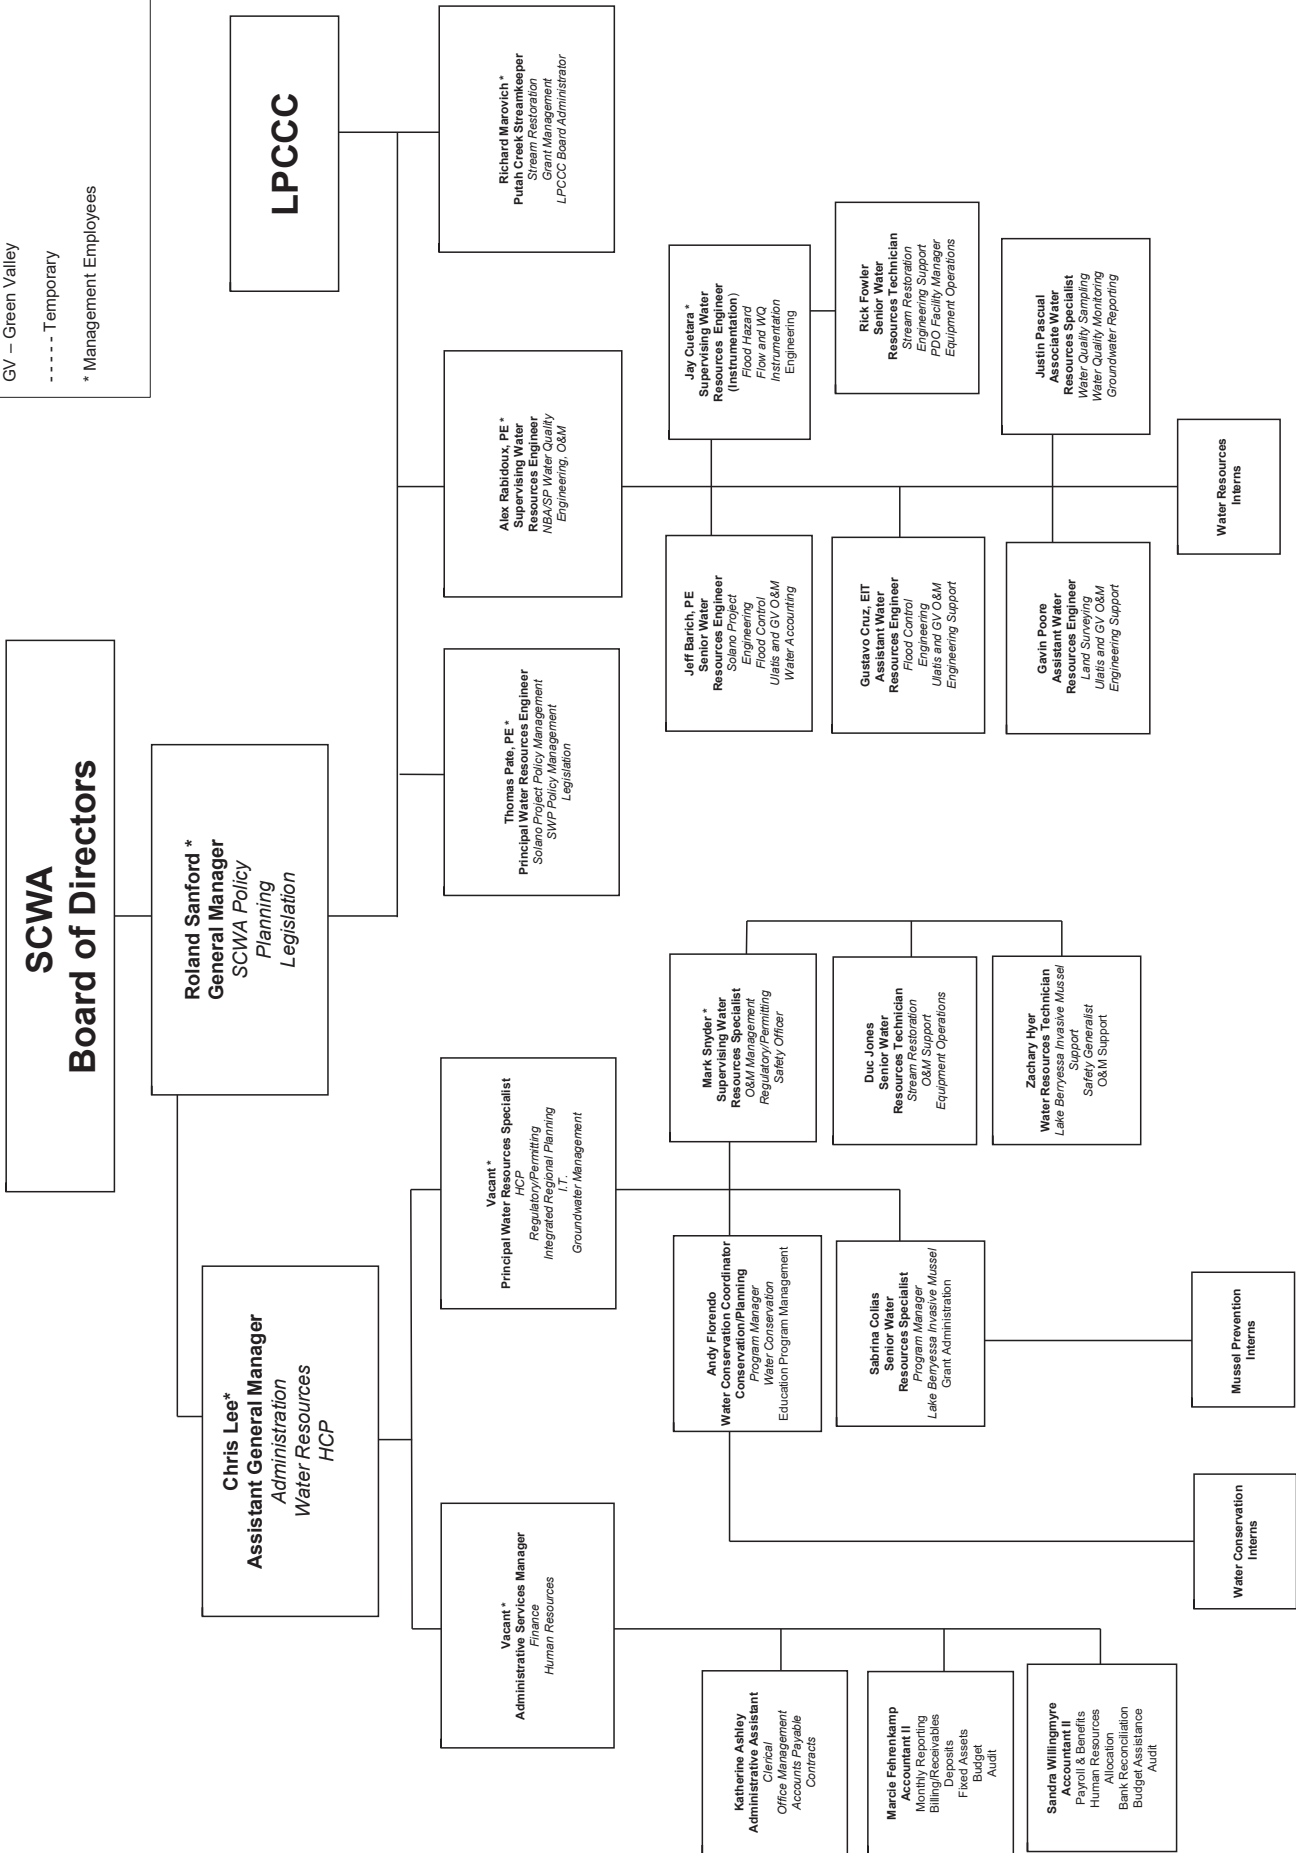 SCWA
Board of Directors
GV – Green Valley
- - - - - Temporary
* Management Employees
Roland Sanford *
General Manager
SCWA Policy
Planning
Legislation
LPCCC
Chris Lee*
Assistant General Manager
Administration
Water Resources
HCP
Vacant *
Administrative Services Manager
Finance
Human Resources
Vacant *
Principal Water Resources Specialist
HCP
Regulatory/Permitting
Integrated Regional Planning
I.T.
Groundwater Management
Thomas Pate, PE *
Principal Water Resources Engineer
Solano Project Policy Management
SWP Policy Management
Legislation
Alex Rabidoux, PE *
Supervising Water
Resources Engineer
NBA/SP Water Quality
Engineering, O&M
Richard Marovich *
Putah Creek Streamkeeper
Stream Restoration
Grant Management
LPCCC Board Administrator
Katherine Ashley
Administrative Assistant
Clerical
Office Management
Accounts Payable
Contracts
Marcie Fehrenkamp
Accountant II
Monthly Reporting
Billing/Receivables
Deposits
Fixed Assets
Budget
Audit
Sandra Willingmyre
Accountant II
Payroll & Benefits
Human Resources
Allocation
Bank Reconciliation
Budget Assistance
Audit
Andy Florendo
Water Conservation Coordinator
Conservation/Planning
Program Manager
Water Conservation
Education Program Management
Sabrina Colias
Senior Water
Resources Specialist
Program Manager
Lake Berryessa Invasive Mussel
Grant Administration
Mark Snyder *
Supervising Water
Resources Specialist
O&M Management
Regulatory/Permitting
Safety Officer
Duc Jones
Senior Water
Resources Technician
Stream Restoration
O&M Support
Equipment Operations
Zachary Hyer
Water Resources Technician
Lake Berryessa Invasive Mussel
Support
Safety Generalist
O&M Support
Jeff Barich, PE
Senior Water
Resources Engineer
Solano Project
Engineering
Flood Control
Ulatis and GV O&M
Water Accounting
Gustavo Cruz, EIT
Assistant Water
Resources Engineer
Flood Control
Engineering
Ulatis and GV O&M
Engineering Support
Gavin Poore
Assistant Water
Resources Engineer
Land Surveying
Ulatis and GV O&M
Engineering Support
Jay Cuetara *
Supervising Water
Resources Engineer
(Instrumentation)
Flood Hazard
Flow and WQ
Instrumentation
Engineering
Rick Fowler
Senior Water
Resources Technician
Stream Restoration
Engineering Support
PDO Facility Manager
Equipment Operations
Justin Pascual
Associate Water
Resources Specialist
Water Quality Sampling
Water Quality Monitoring
Groundwater Reporting
Water Conservation
Interns
Mussel Prevention
Interns
Water Resources
Interns